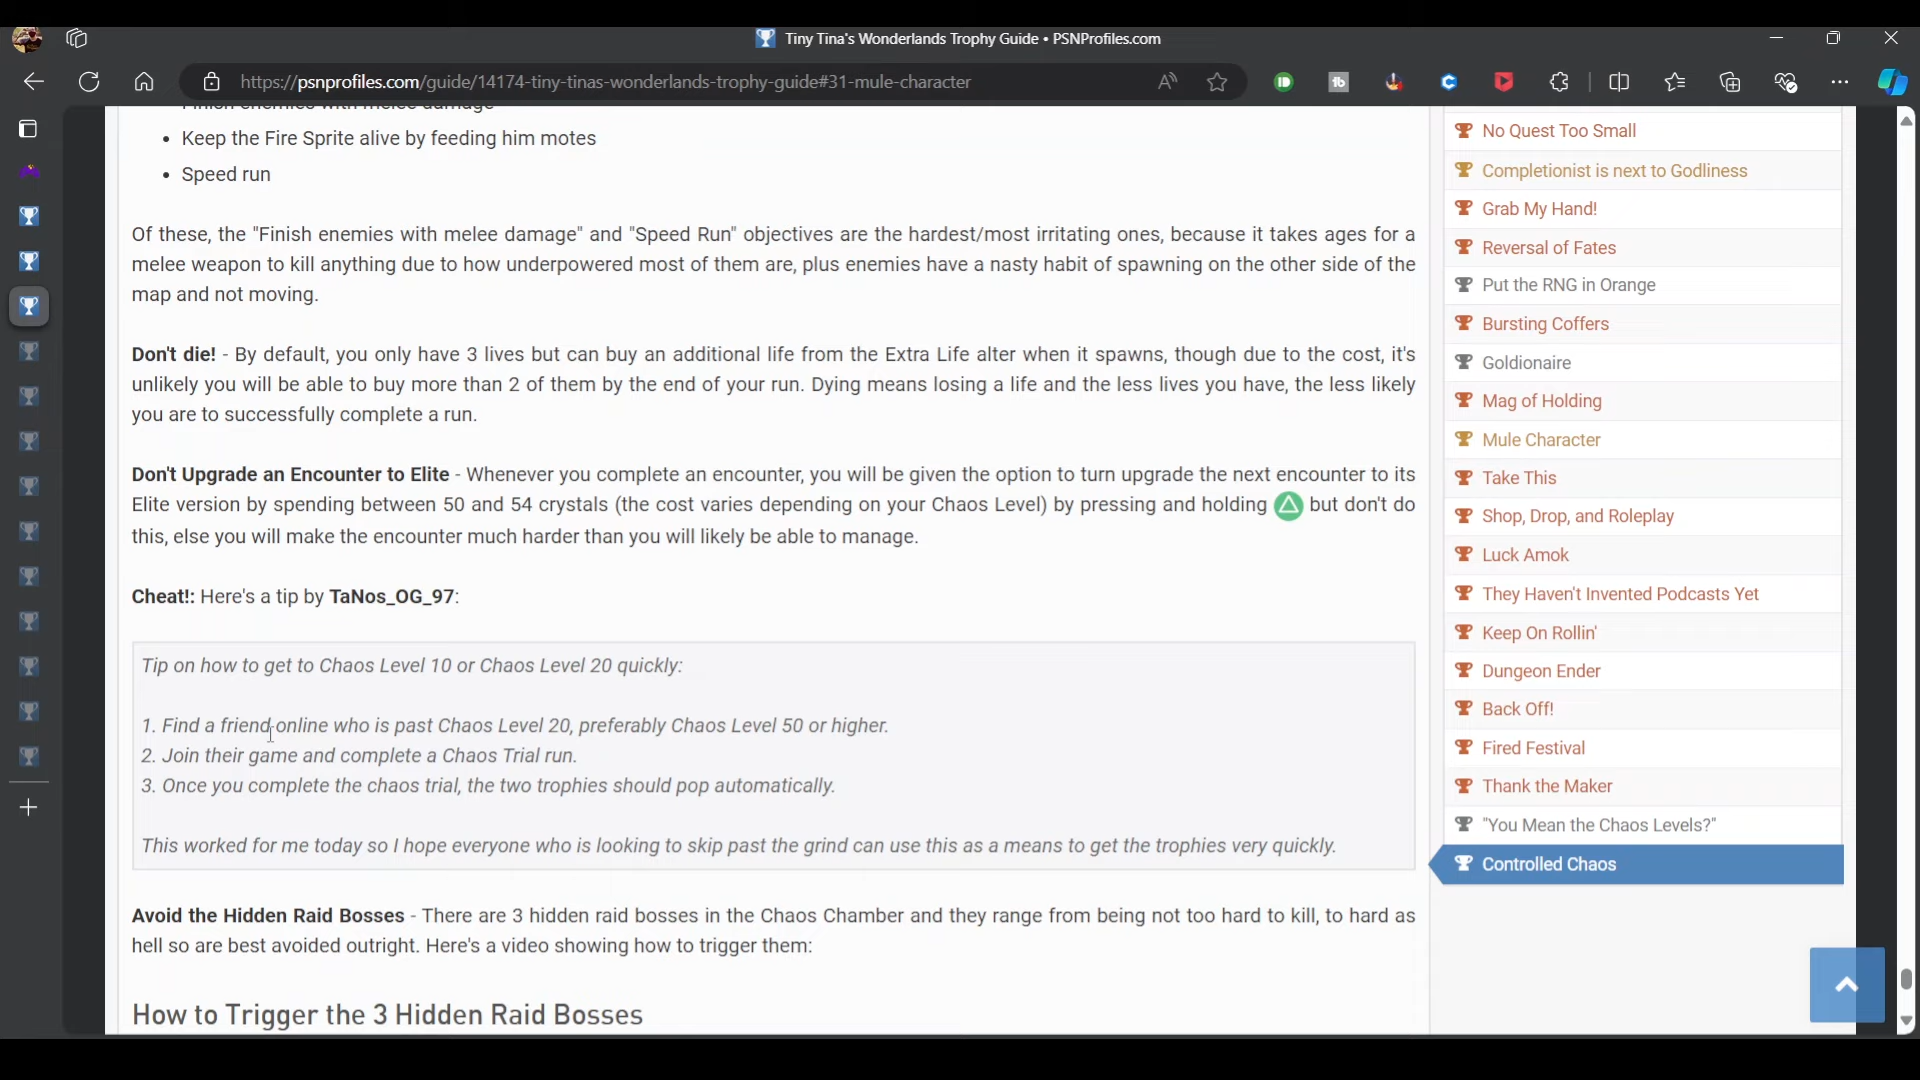 Tiny Tina's Wonderlands Trophy Guide • PSNProfiles.com
https://psnprofiles.com/guide/14174-tiny-tinas-wonderlands-trophy-guide#31-mule-character
Finish enemies with melee damage
• Keep the Fire Sprite alive by feeding him motes
• Speed run
Of these, the "Finish enemies with melee damage" and "Speed Run" objectives are the hardest/most irritating ones, because it takes ages for a
melee weapon to kill anything due to how underpowered most of them are, plus enemies have a nasty habit of spawning on the other side of the
map and not moving.
Don't die! - By default, you only have 3 lives but can buy an additional life from the Extra Life alter when it spawns, though due to the cost, it's
unlikely you will be able to buy more than 2 of them by the end of your run. Dying means losing a life and the less lives you have, the less likely
you are to successfully complete a run.
Don't Upgrade an Encounter to Elite - Whenever you complete an encounter, you will be given the option to turn upgrade the next encounter to its
Elite version by spending between 50 and 54 crystals (the cost varies depending on your Chaos Level) by pressing and holding but don't do
this, else you will make the encounter much harder than you will likely be able to manage.
Cheat!: Here's a tip by TaNos_OG_97:
Tip on how to get to Chaos Level 10 or Chaos Level 20 quickly:
1. Find a friend online who is past Chaos Level 20, preferably Chaos Level 50 or higher.
2. Join their game and complete a Chaos Trial run.
3. Once you complete the chaos trial, the two trophies should pop automatically.
This worked for me today so I hope everyone who is looking to skip past the grind can use this as a means to get the trophies very quickly.
Avoid the Hidden Raid Bosses - There are 3 hidden raid bosses in the Chaos Chamber and they range from being not too hard to kill, to hard as
hell so are best avoided outright. Here's a video showing how to trigger them:
How to Trigger the 3 Hidden Raid Bosses
No Quest Too Small
Completionist is next to Godliness
Grab My Hand!
Reversal of Fates
Put the RNG in Orange
Bursting Coffers
Goldionaire
Mag of Holding
Mule Character
Take This
Shop, Drop, and Roleplay
Luck Amok
They Haven't Invented Podcasts Yet
Keep On Rollin'
Dungeon Ender
Back Off!
Fired Festival
Thank the Maker
"You Mean the Chaos Levels?"
Controlled Chaos